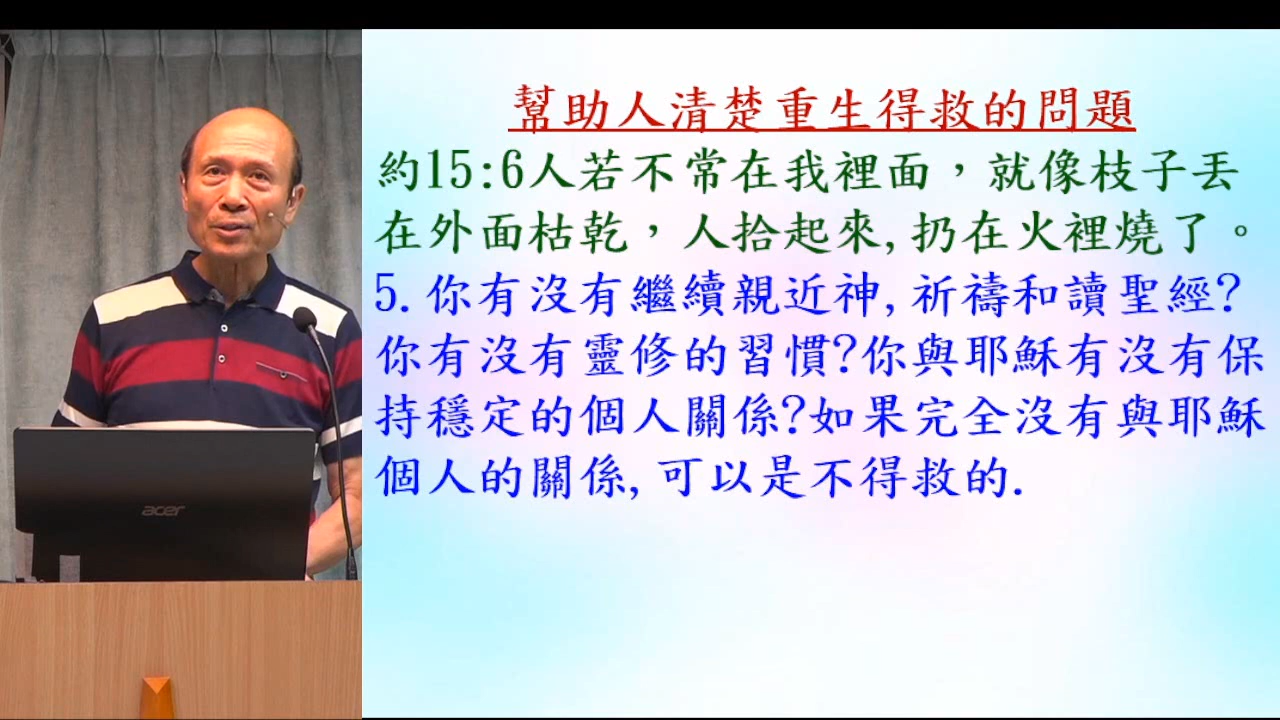 幫助人清楚重生得救的問題
約15:6人若不常在我裡面，就像枝子丟
在外面枯乾，人拾起來,扔在火裡燒了。
5.你有沒有繼續親近神,祈禱和讀聖經?
你有沒有靈修的習慣?你與耶穌有沒有保
持穩定的個人關係?如果完全沒有與耶穌
個人的關係,可以是不得救的.
acer